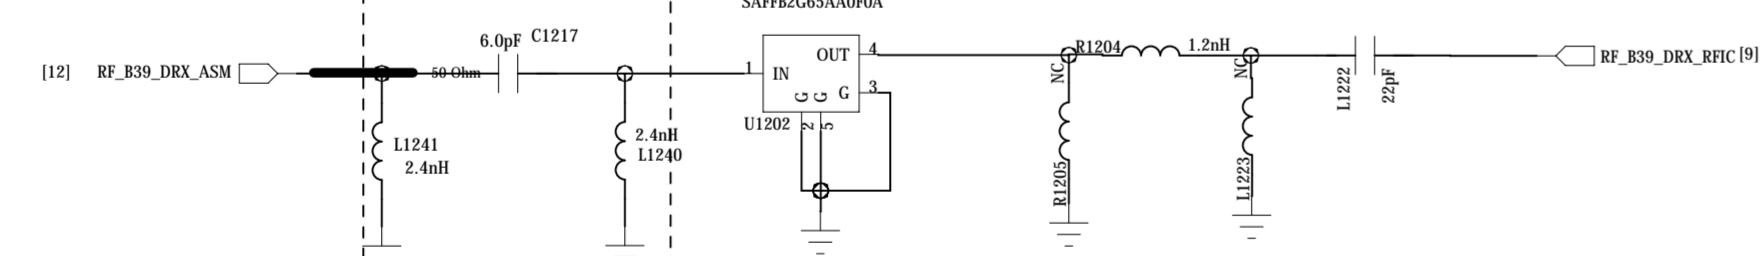 SAFFB2G65AA0F0A
6.0pF C1217
[12] RF_B39_DRX_ASM
50 Ohm
L1241
2.4nH
2.4nH
L1240
1 IN
OUT 4
G 3
G G
2 5
U1202
R1204 1.2nH
NC
R1205
NC
L1223
L1222
22pF
RF_B39_DRX_RFIC [9]